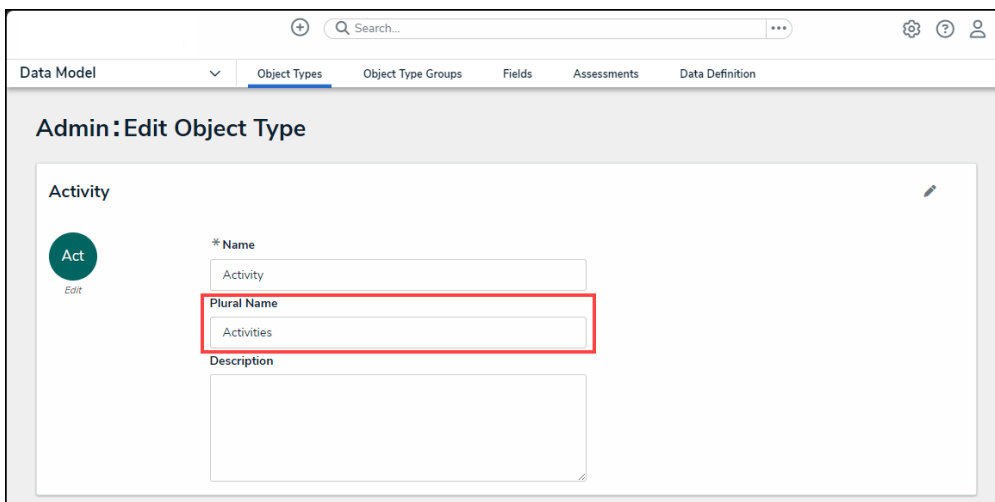 Search...
Data Model Object Types Object Type Groups Fields Assessments Data Definition
Admin:Edit Object Type
Activity
Act
Edit
*Name
Activity
Plural Name
Activities
Description